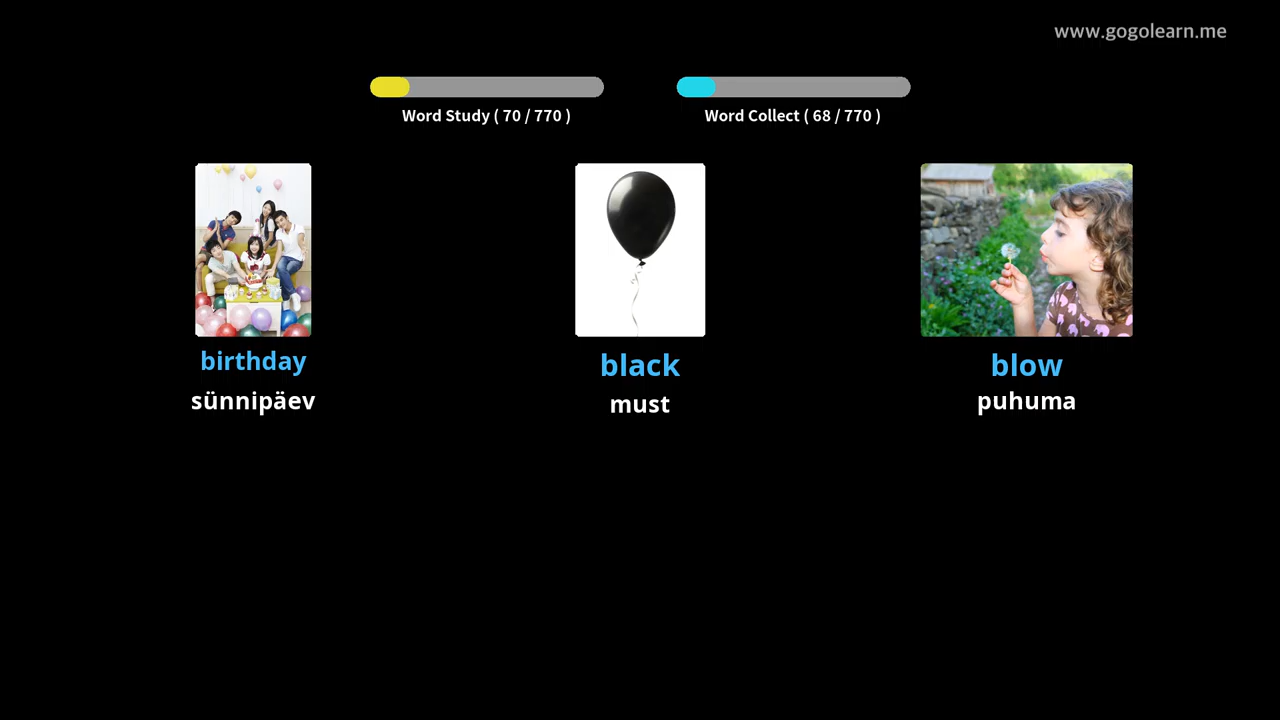 www.gogolearn.me
Word Study ( 70 / 770 )
Word Collect ( 68 / 770 )
birthday
sünnipäev
black
must
blow
puhuma